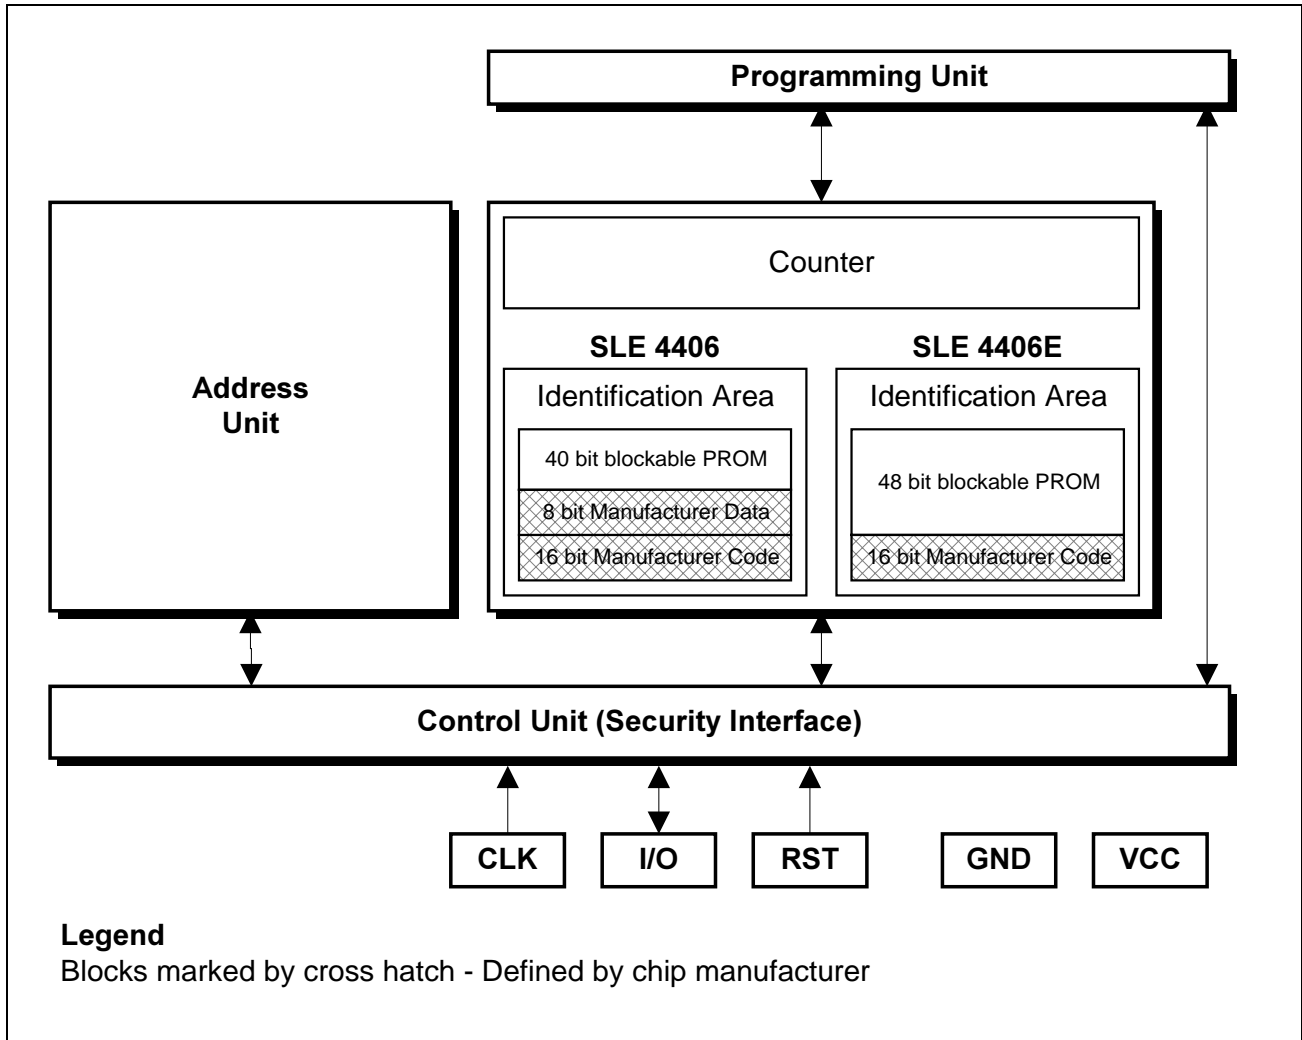 Programming Unit
Counter
Address
Unit
SLE 4406
SLE 4406E
Identification Area
Identification Area
40 bit blockable PROM
8 bit Manufacturer Data
16 bit Manufacturer Code
48 bit blockable PROM
16 bit Manufacturer Code
Control Unit (Security Interface)
CLK
I/O
RST
GND
VCC
Legend
Blocks marked by cross hatch - Defined by chip manufacturer